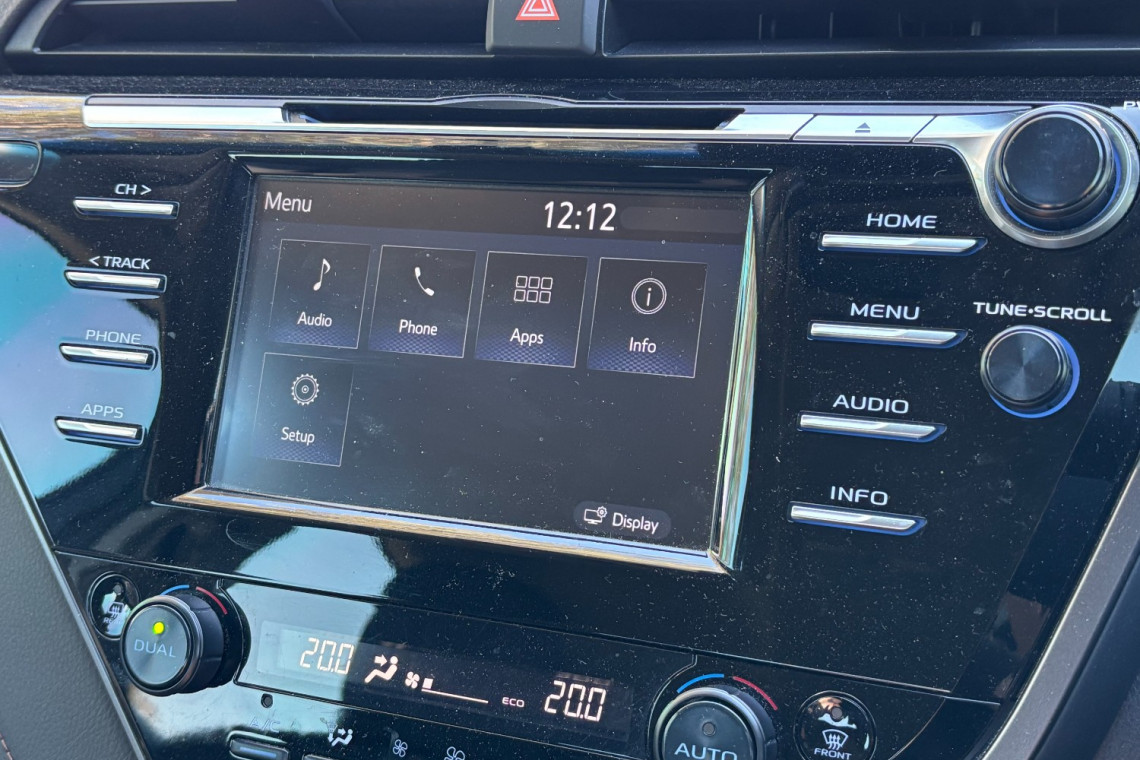 CH >
< TRACK
PHONE
APPS
Menu
12:12
Audio
Phone
Apps
Info
Setup
Display
HOME
MENU
AUDIO
INFO
TUNE•SCROLL
DUAL
20.0
ECO
20.0
AUTO
FRONT